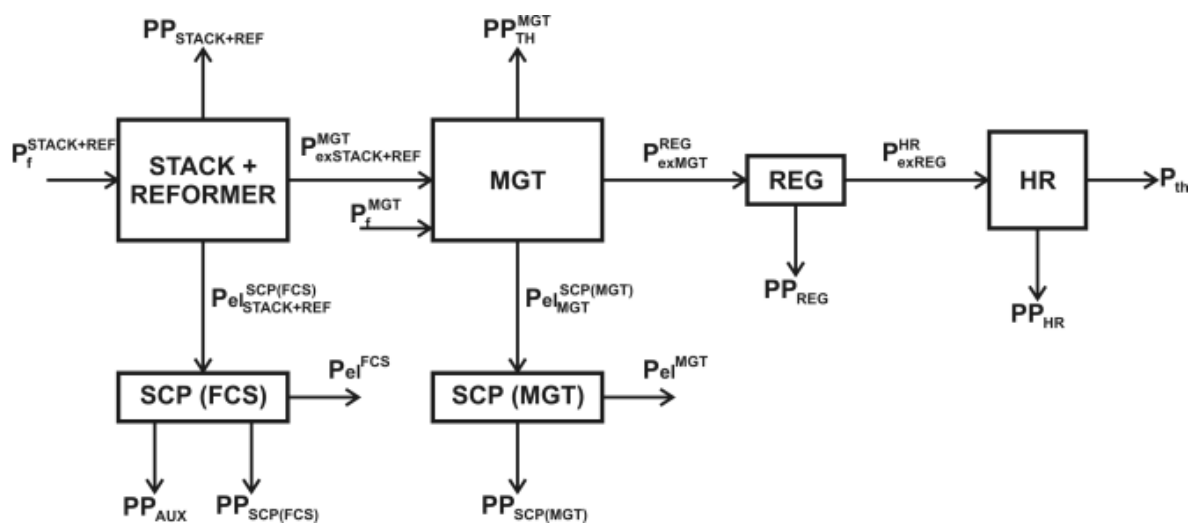 PP_STACK+REF
PP_TH^MGT
P_f^STACK+REF
STACK +
REFORMER
P_exSTACK+REF^MGT
P_f^MGT
MGT
P_exMGT^REG
REG
P_exREG^HR
HR
P_th
Pel_STACK+REF^SCP(FCS)
Pel_MGT^SCP(MGT)
PP_REG
PP_HR
SCP (FCS)
Pel^FCS
SCP (MGT)
Pel^MGT
PP_AUX
PP_SCP(FCS)
PP_SCP(MGT)